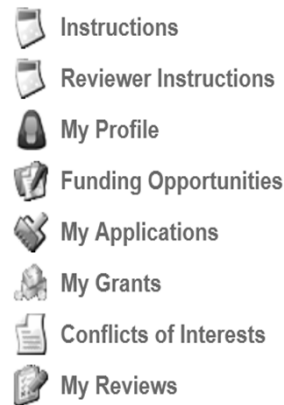 Instructions
Reviewer Instructions
My Profile
Funding Opportunities
My Applications
My Grants
Conflicts of Interests
My Reviews